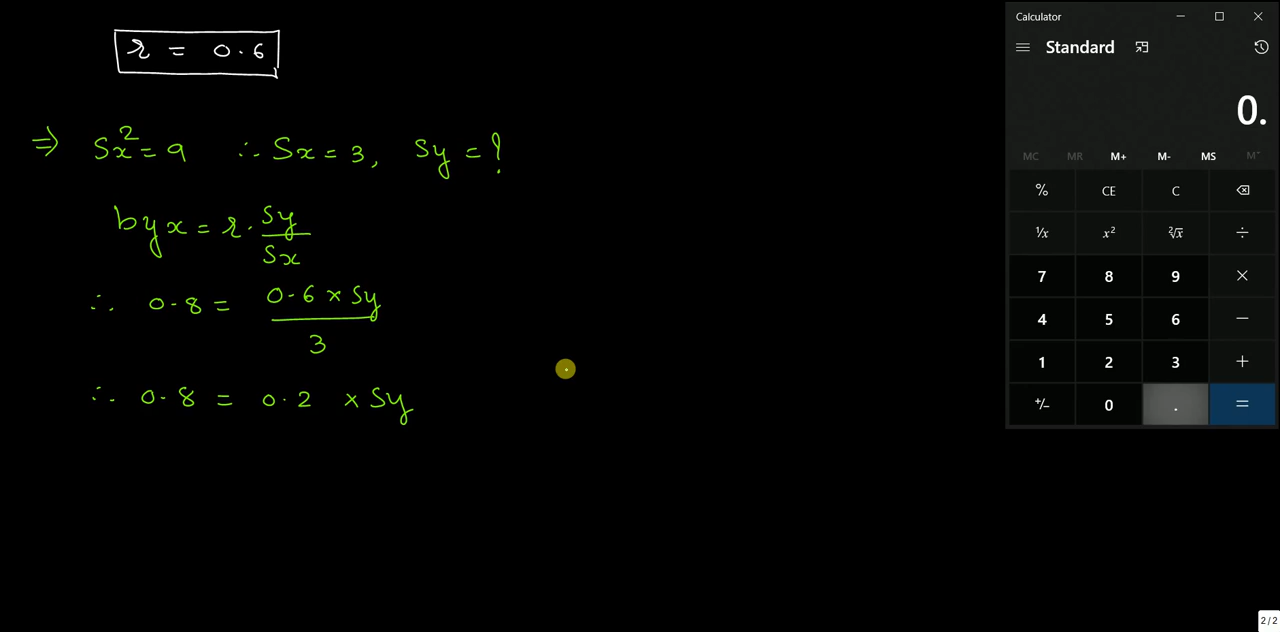 r = 0.6
⇒ Sx² = 9 ∴ Sx = 3, Sy = ?
byx = r · Sy/Sx
∴ 0.8 = 0.6 × Sy / 3
∴ 0.8 = 0.2 × Sy
Calculator
Standard
0.
MC MR M+ M- MS M˅
% CE C ⌫
¹/x x² ²√x ÷
7 8 9 ×
4 5 6 −
1 2 3 +
+/− 0 . =
2 / 2